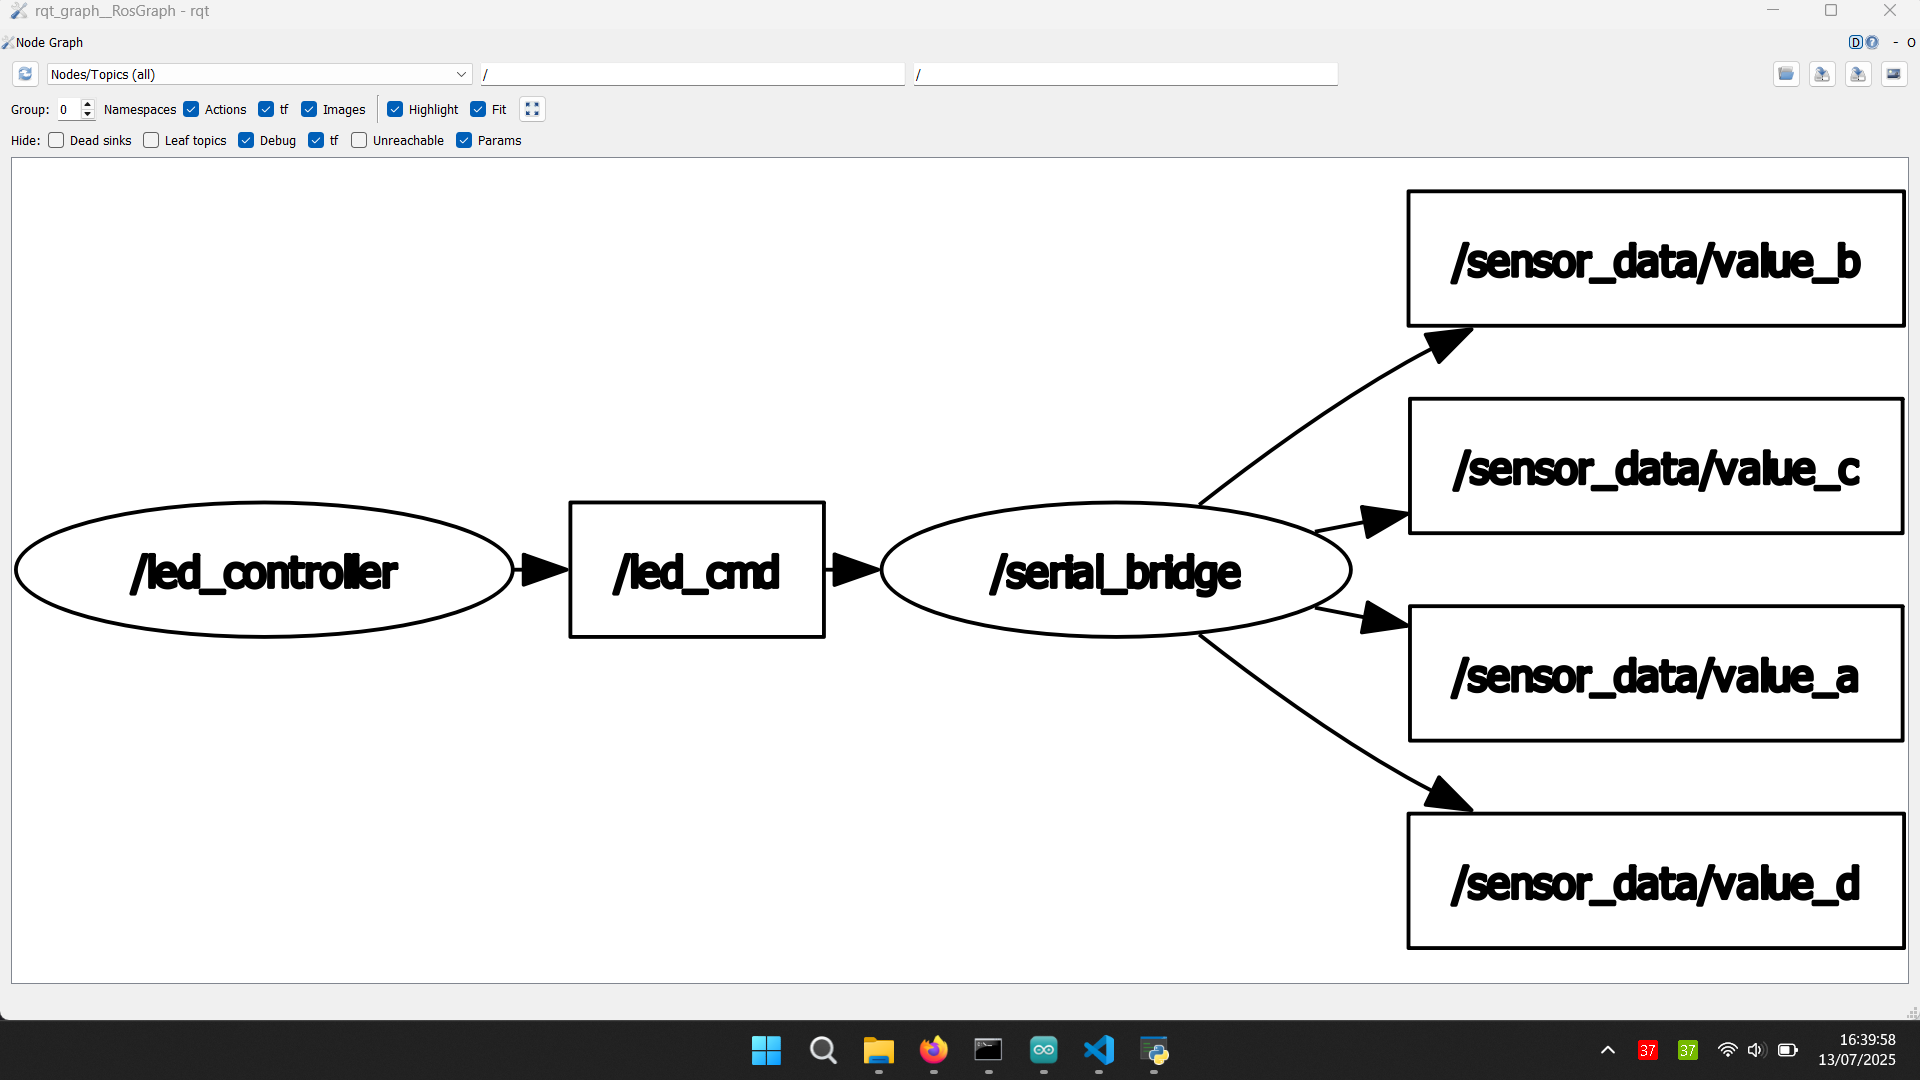 rqt_graph__RosGraph - rqt
Node Graph
D ? - O
Nodes/Topics (all) / /
Group: 0 Namespaces Actions tf Images Highlight Fit
Hide: Dead sinks Leaf topics Debug tf Unreachable Params
/sensor_data/value_b
/sensor_data/value_c
/led_controller /led_cmd /serial_bridge
/sensor_data/value_a
/sensor_data/value_d
37 37 16:39:58
13/07/2025